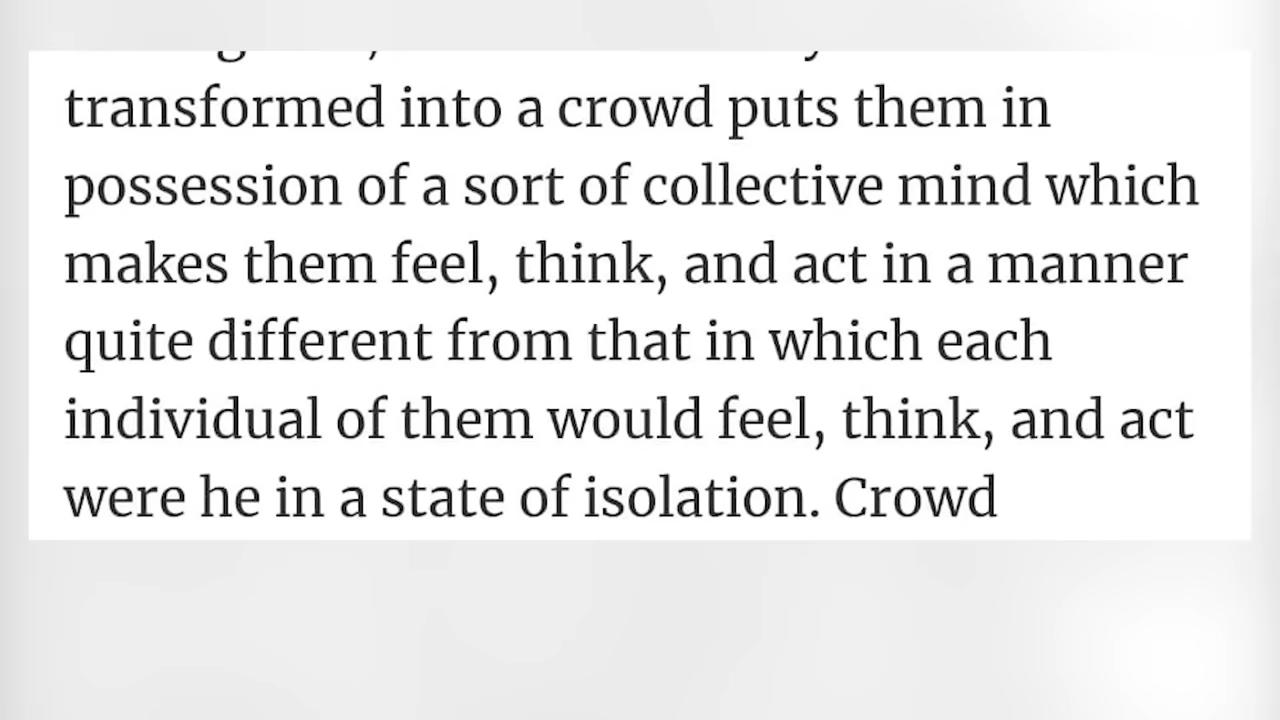 transformed into a crowd puts them in
possession of a sort of collective mind which
makes them feel, think, and act in a manner
quite different from that in which each
individual of them would feel, think, and act
were he in a state of isolation. Crowd